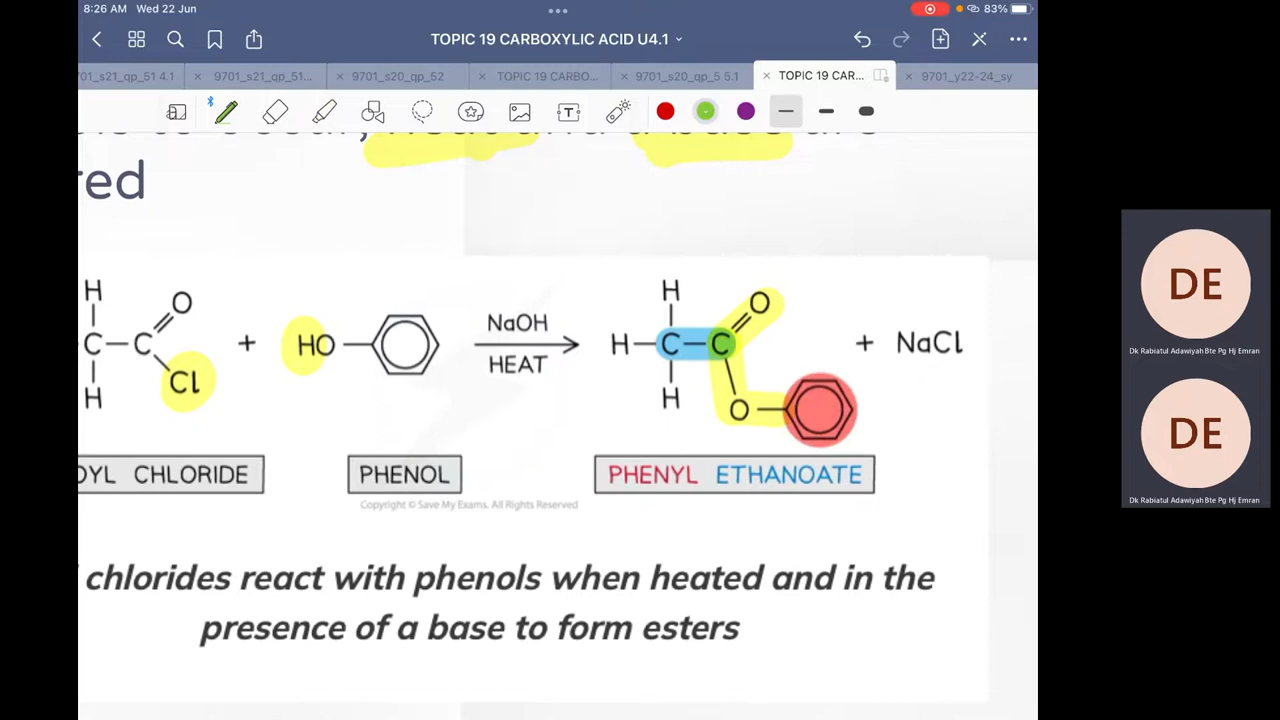 8:26 AM Wed 22 Jun
83%
TOPIC 19 CARBOXYLIC ACID U4.1
'01_s21_qp_51 4.1
9701_s21_qp_51...
9701_s20_qp_52
TOPIC 19 CARBO...
9701_s20_qp_5 5.1
TOPIC 19 CAR...
9701_y22-24_sy
T
red
H O H
C — C + HO NaOH H — C — C O + NaCl
Cl HEAT
H H O
OYL CHLORIDE
PHENOL
PHENYL ETHANOATE
Copyright © Save My Exams. All Rights Reserved
chlorides react with phenols when heated and in the
presence of a base to form esters
DE
Dk Rabiatul Adawiyah Bte Pg Hj Emran
DE
Dk Rabiatul Adawiyah Bte Pg Hj Emran